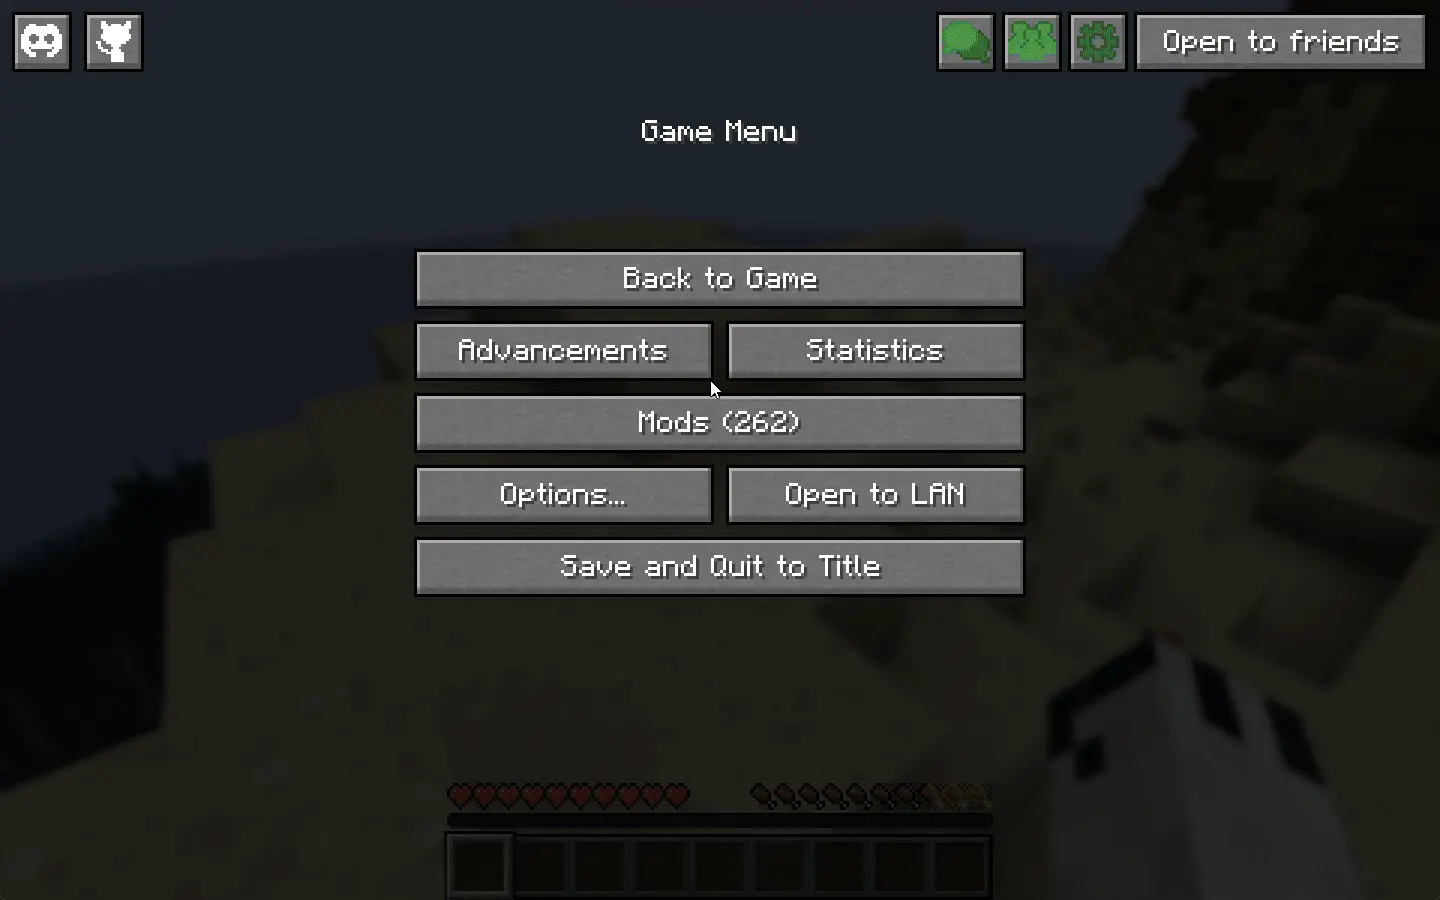 Open to friends
Game Menu
Back to Game
Advancements
Statistics
Mods (262)
Options...
Open to LAN
Save and Quit to Title